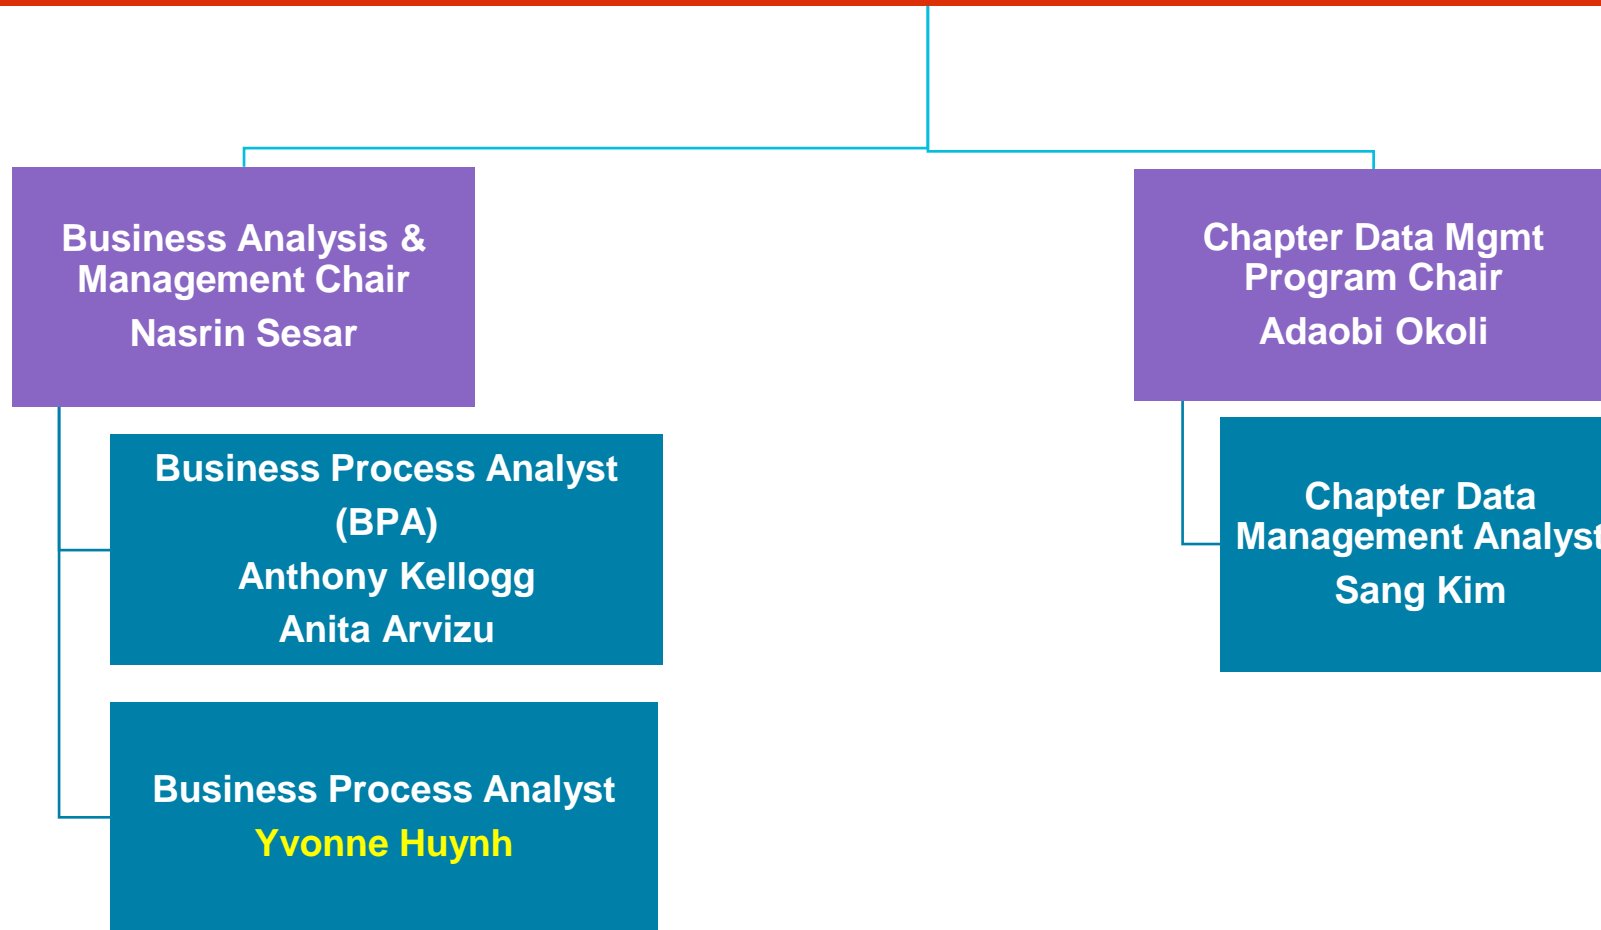 Business Analysis &
Management Chair
Nasrin Sesar
Chapter Data Mgmt
Program Chair
Adaobi Okoli
Business Process Analyst
(BPA)
Anthony Kellogg
Anita Arvizu
Chapter Data
Management Analyst
Sang Kim
Business Process Analyst
Yvonne Huynh